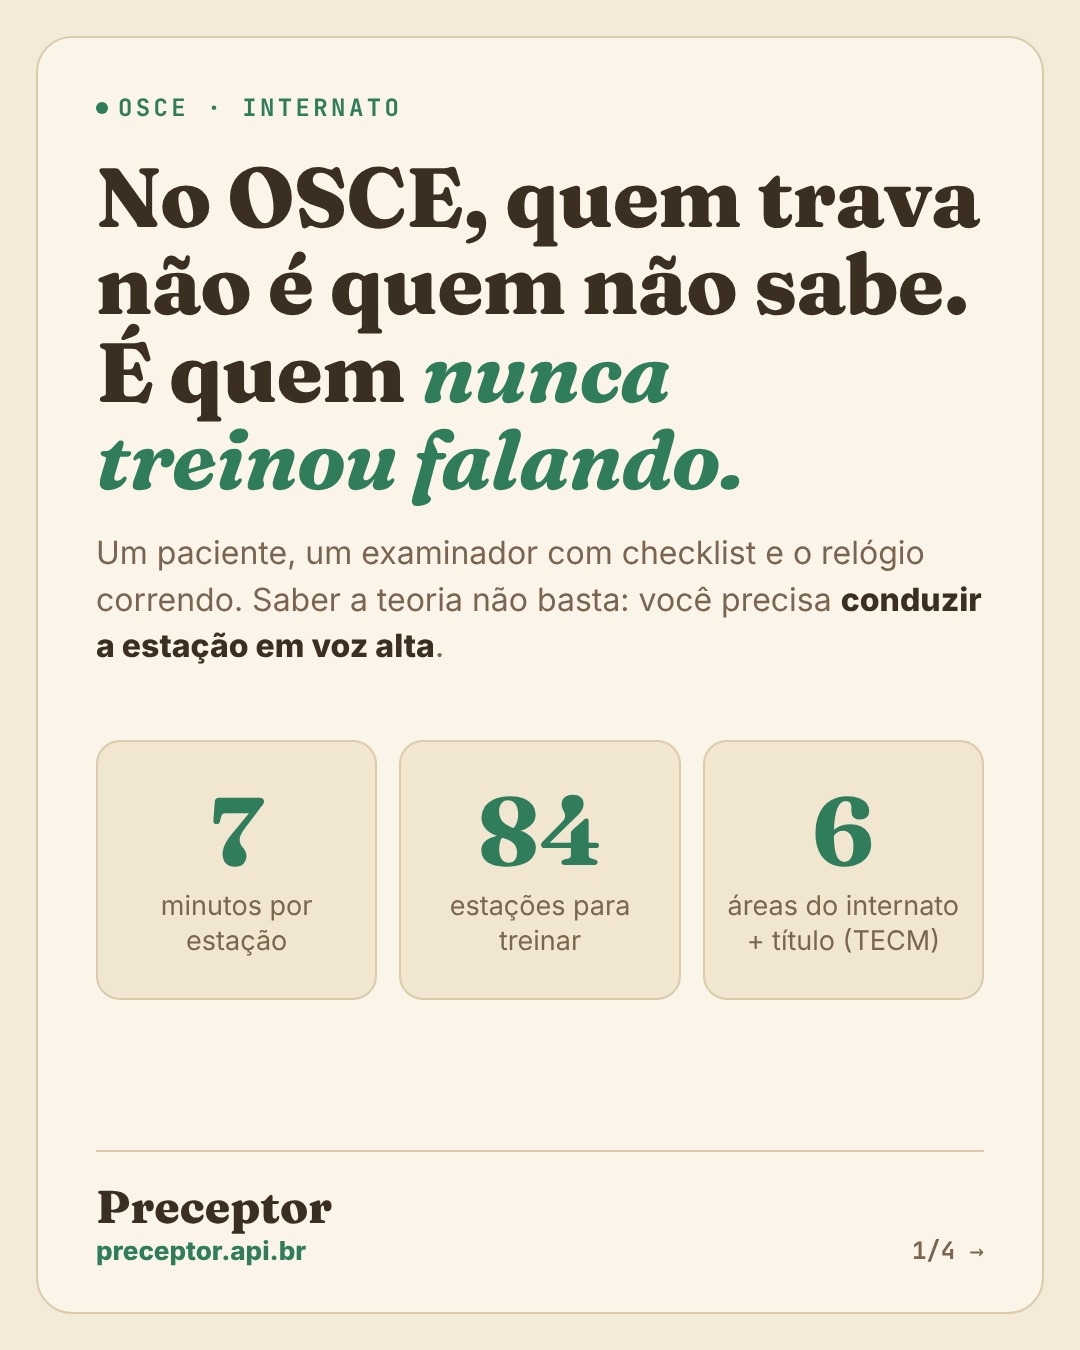 OSCE · INTERNATO
No OSCE, quem trava
não é quem não sabe.
É quem nunca
treinou falando.
Um paciente, um examinador com checklist e o relógio
correndo. Saber a teoria não basta: você precisa conduzir
a estação em voz alta.
7
minutos por
estação
84
estações para
treinar
6
áreas do internato
+ título (TECM)
Preceptor
preceptor.api.br
1/4 →